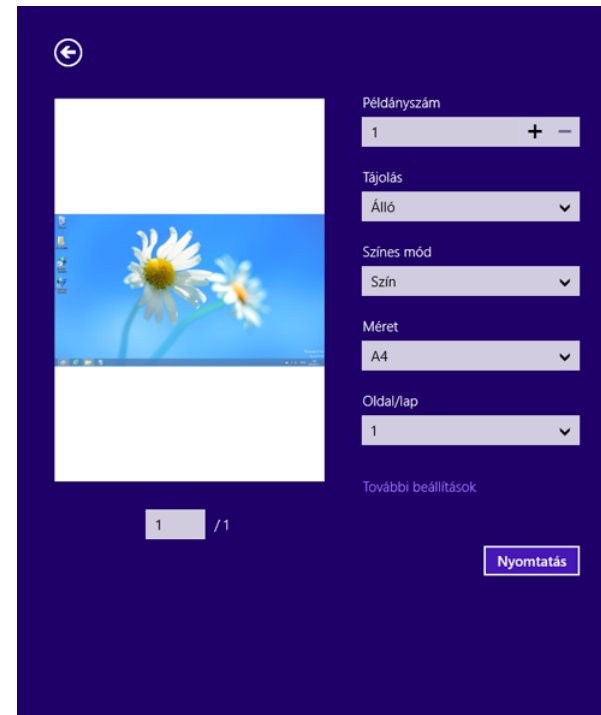 Példányszám
1
Tájolás
Álló
Színes mód
Szín
Méret
A4
Oldal/lap
1
További beállítások
1 / 1
Nyomtatás